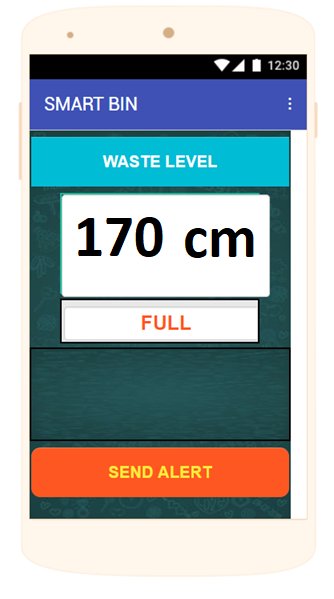 12:30
SMART BIN
WASTE LEVEL
170 cm
FULL
SEND ALERT